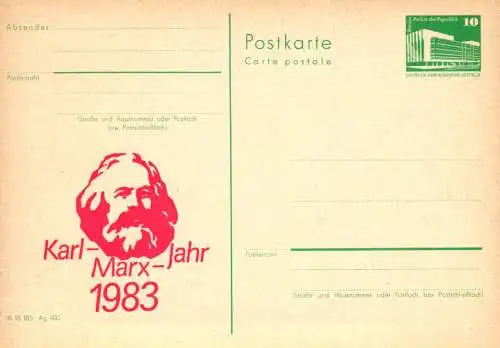 Absender
Postleitzahl
(Straße und Hausnummer oder Postfach
bzw. Postschließfach)
Karl-
Marx-Jahr
1983
Postkarte
Carte postale
10
Postleitzahl
(Straße und Hausnummer oder Postfach bzw. Postschließfach)